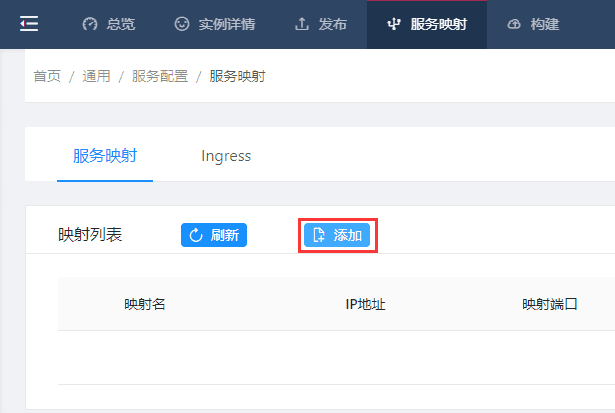 总览 实例详情 发布 服务映射 构建
首页 / 通用 / 服务配置 / 服务映射
服务映射 Ingress
映射列表 刷新 添加
映射名 IP地址 映射端口